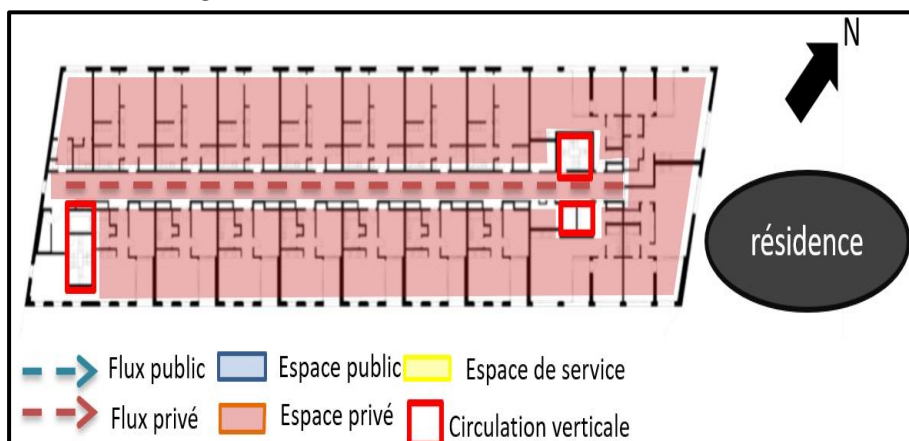 N
résidence
Flux public
Espace public
Espace de service
Flux privé
Espace privé
Circulation verticale